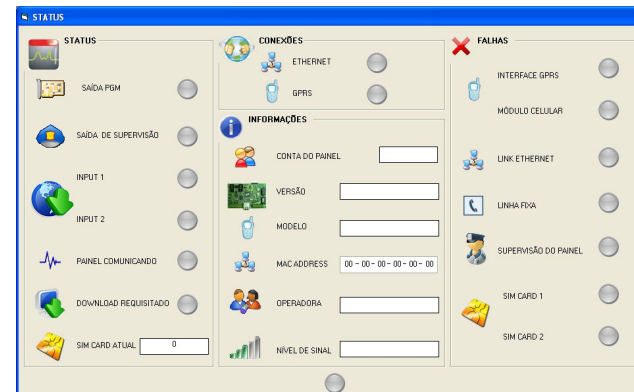 STATUS
STATUS
SAÍDA PGM
SAÍDA DE SUPERVISÃO
INPUT 1
INPUT 2
PAINEL COMUNICANDO
DOWNLOAD REQUISITADO
SIM CARD ATUAL 0
CONEXÕES
ETHERNET
GPRS
INFORMAÇÕES
CONTA DO PAINEL
VERSÃO
MODELO
MAC ADDRESS 00 - 00 - 00 - 00 - 00 - 00
OPERADORA
NÍVEL DE SINAL
FALHAS
INTERFACE GPRS
MÓDULO CELULAR
LINK ETHERNET
LINHA FIXA
SUPERVISÃO DO PAINEL
SIM CARD 1
SIM CARD 2